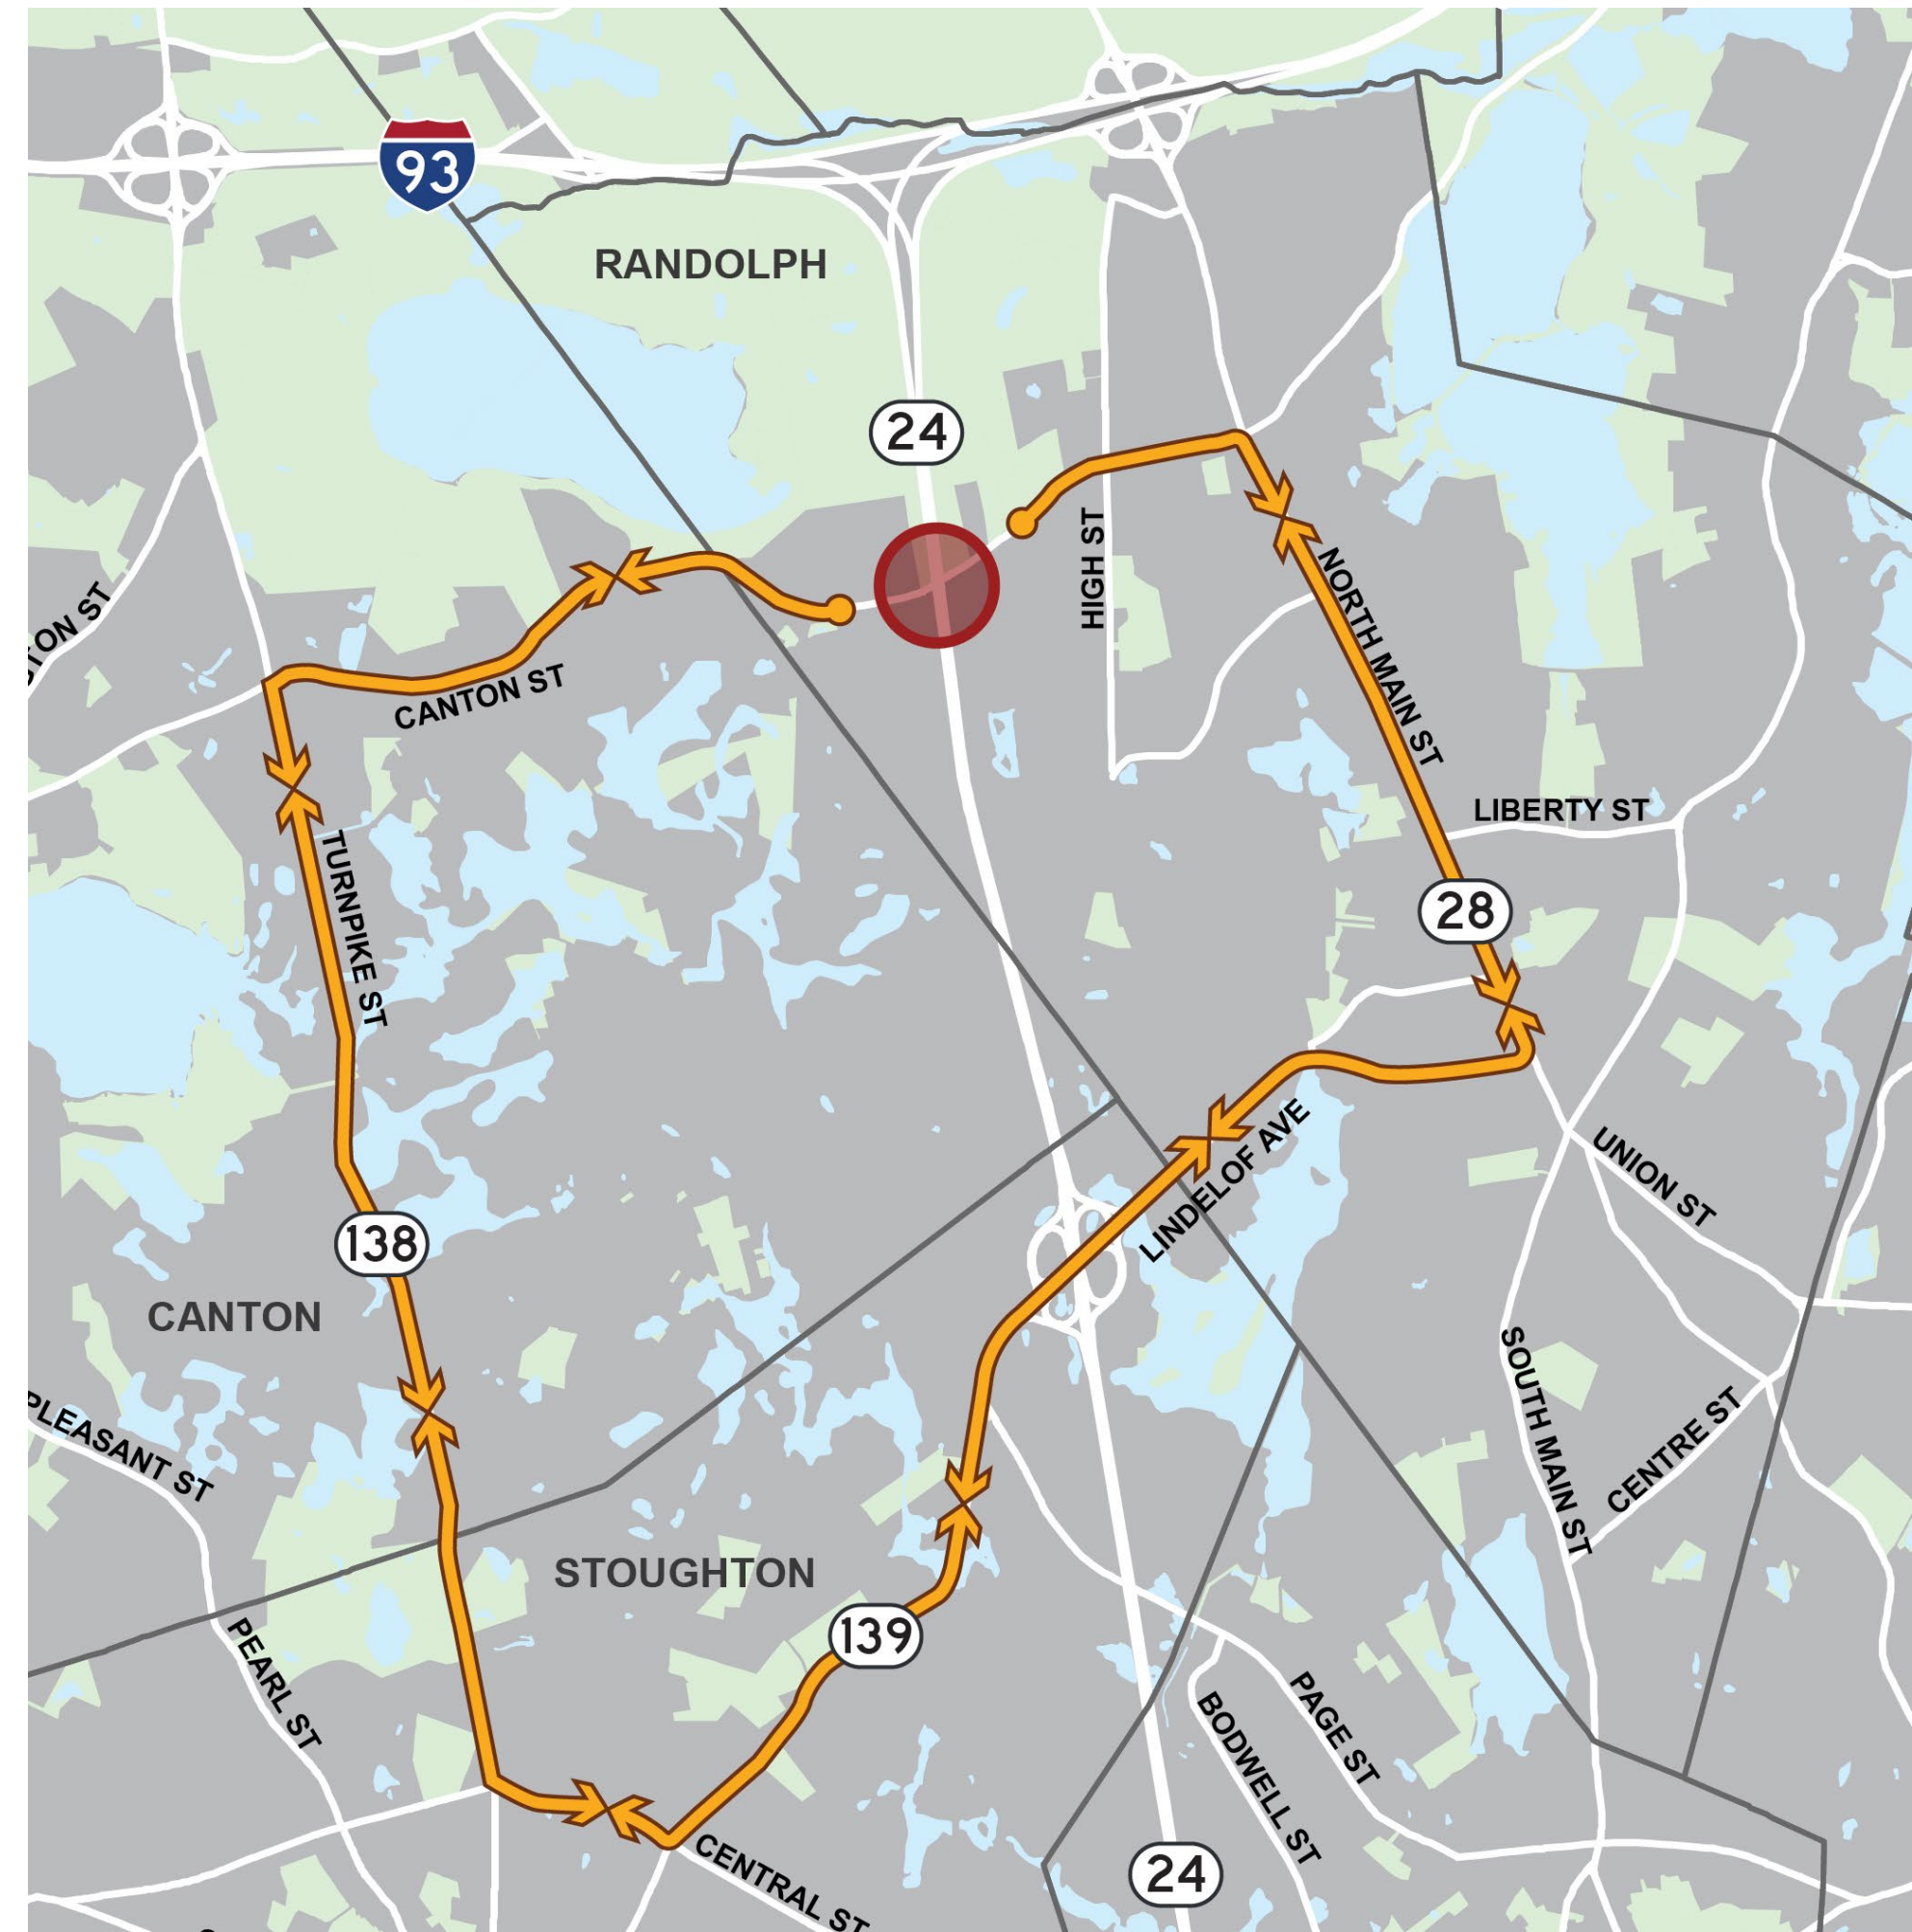 93
RANDOLPH
24
HIGH ST
NORTH MAIN ST
CANTON ST
LIBERTY ST
TURNPIKE ST
28
LINDELOF AVE
UNION ST
138
CANTON
SOUTH MAIN ST
CENTRE ST
PLEASANT ST
STOUGHTON
139
PEARL ST
PAGE ST
BODWELL ST
CENTRAL ST
24